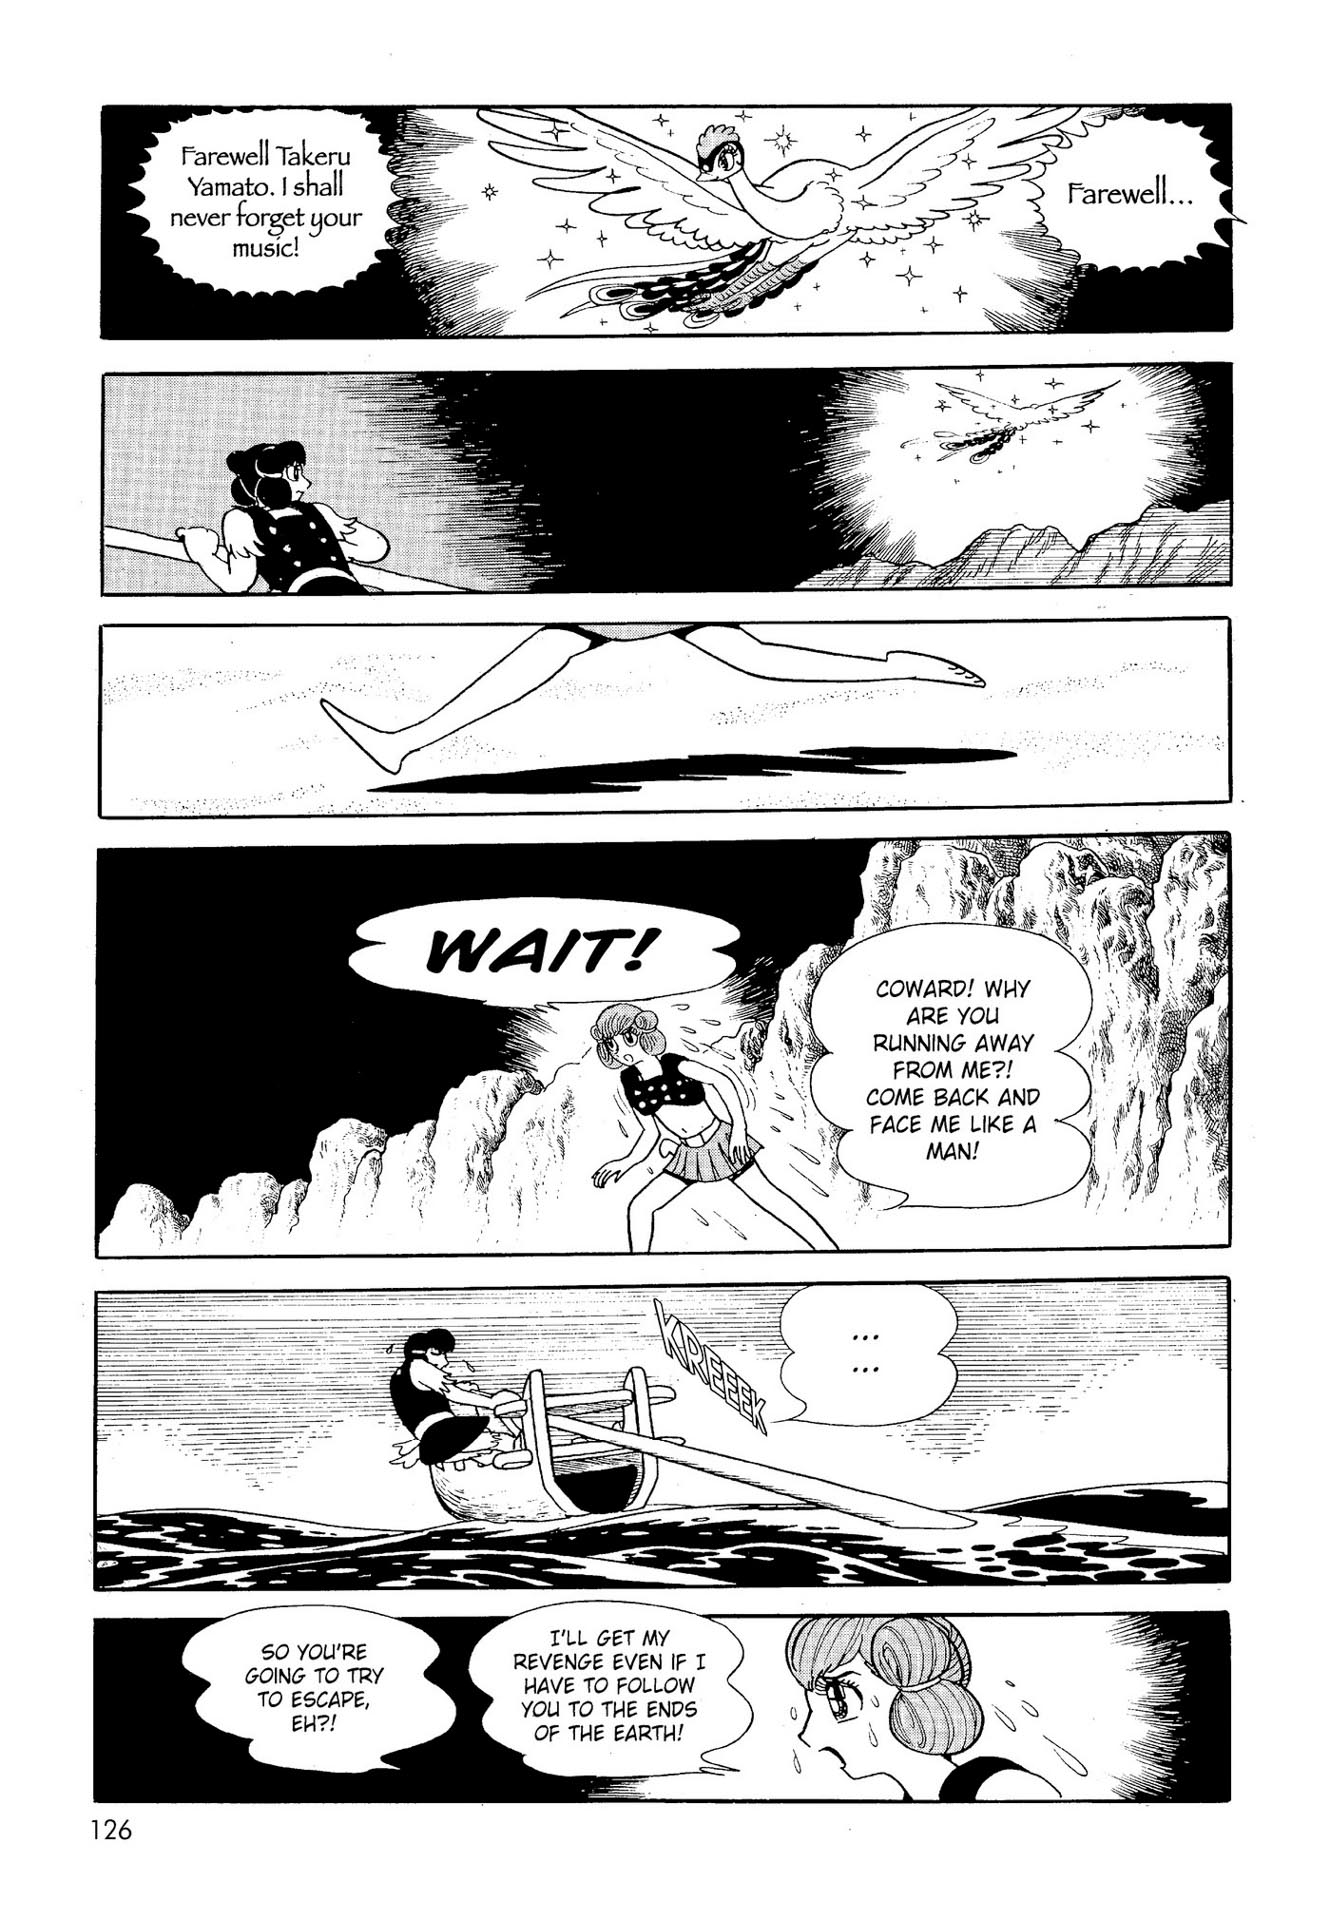 Farewell Takeru
Yamato. I shall
never forget your
music!
Farewell...
WAIT!
COWARD! WHY
ARE YOU
RUNNING AWAY
FROM ME?!
COME BACK AND
FACE ME LIKE A
MAN!
KREEEK
...
...
SO YOU'RE
GOING TO TRY
TO ESCAPE,
EH?!
I'LL GET MY
REVENGE EVEN IF I
HAVE TO FOLLOW
YOU TO THE ENDS
OF THE EARTH!
126